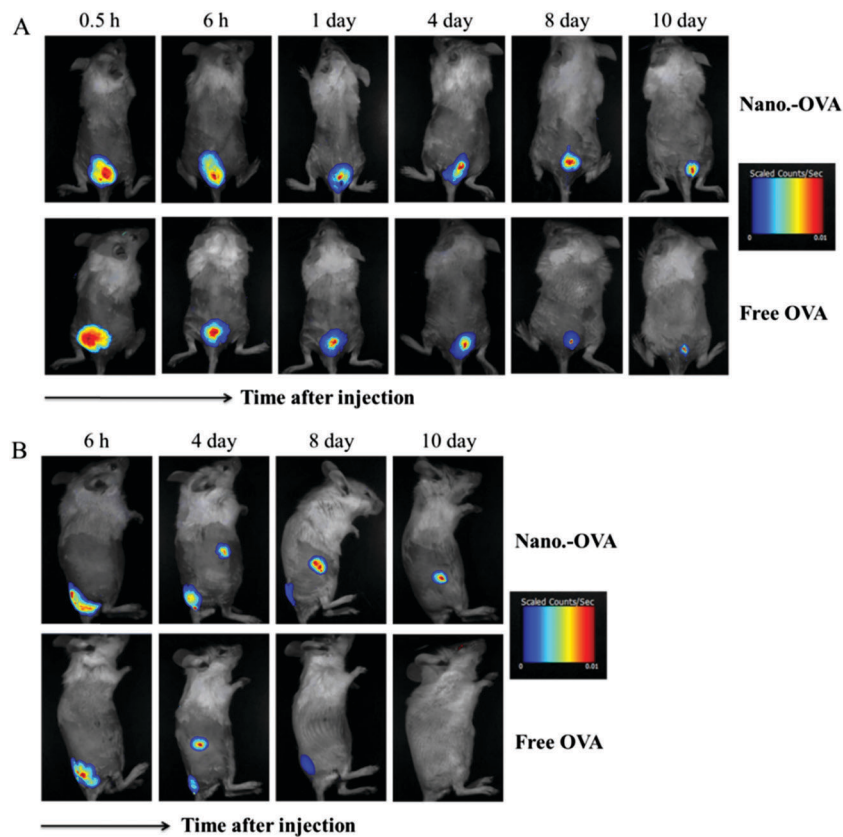 A
0.5 h 6 h 1 day 4 day 8 day 10 day
Nano.-OVA
Scaled Counts/Sec
0 0.01
Free OVA
Time after injection
B
6 h 4 day 8 day 10 day
Nano.-OVA
Scaled Counts/Sec
0 0.01
Free OVA
Time after injection